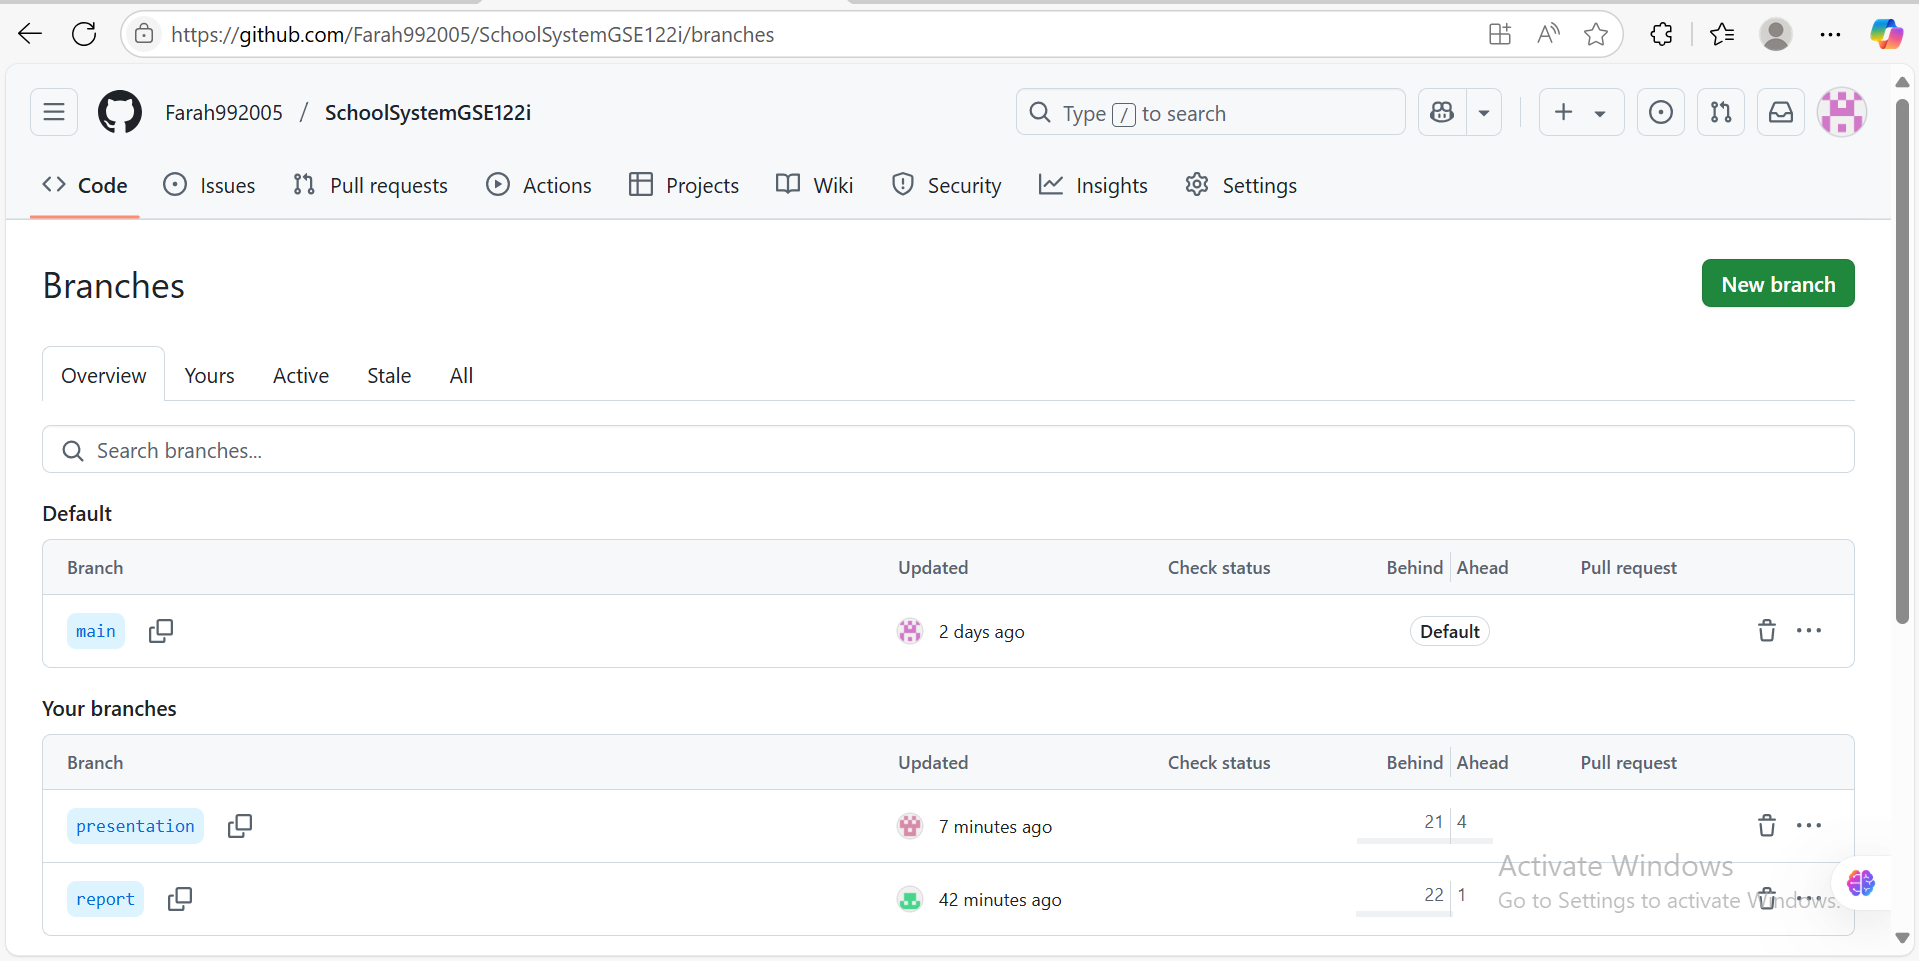 https://github.com/Farah992005/SchoolSystemGSE122i/branches
Farah992005 / SchoolSystemGSE122i
Type / to search
Code Issues Pull requests Actions Projects Wiki Security Insights Settings
Branches
New branch
Overview Yours Active Stale All
Search branches...
Default
Branch Updated Check status Behind Ahead Pull request
main 2 days ago Default
Your branches
Branch Updated Check status Behind Ahead Pull request
presentation 7 minutes ago 21 4
report 42 minutes ago 22 1
Activate Windows
Go to Settings to activate Windows.